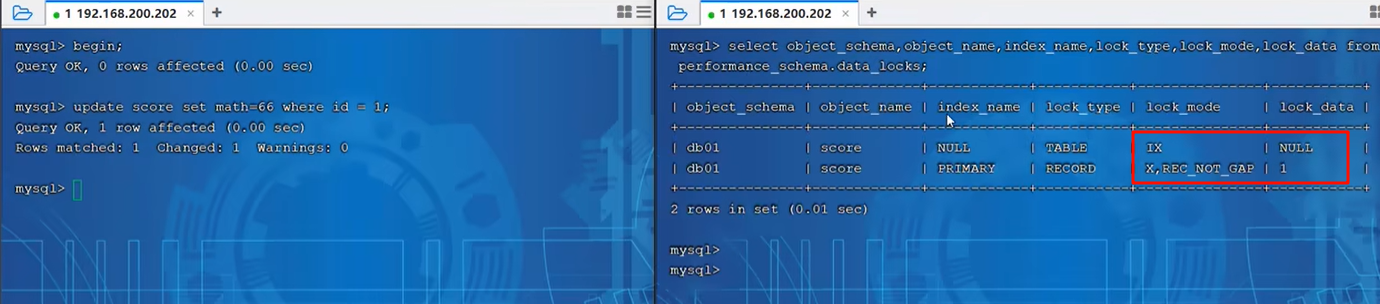 1 192.168.200.202 × +
mysql> begin;
Query OK, 0 rows affected (0.00 sec)
mysql> update score set math=66 where id = 1;
Query OK, 1 row affected (0.00 sec)
Rows matched: 1  Changed: 1  Warnings: 0
mysql>
1 192.168.200.202 × +
mysql> select object_schema,object_name,index_name,lock_type,lock_mode,lock_data from
performance_schema.data_locks;
+---------------+-------------+------------+-----------+---------------+-----------+
| object_schema | object_name | index_name | lock_type | lock_mode     | lock_data |
+---------------+-------------+------------+-----------+---------------+-----------+
| db01          | score       | NULL       | TABLE     | IX            | NULL      |
| db01          | score       | PRIMARY    | RECORD    | X,REC_NOT_GAP | 1         |
+---------------+-------------+------------+-----------+---------------+-----------+
2 rows in set (0.01 sec)
mysql>
mysql>